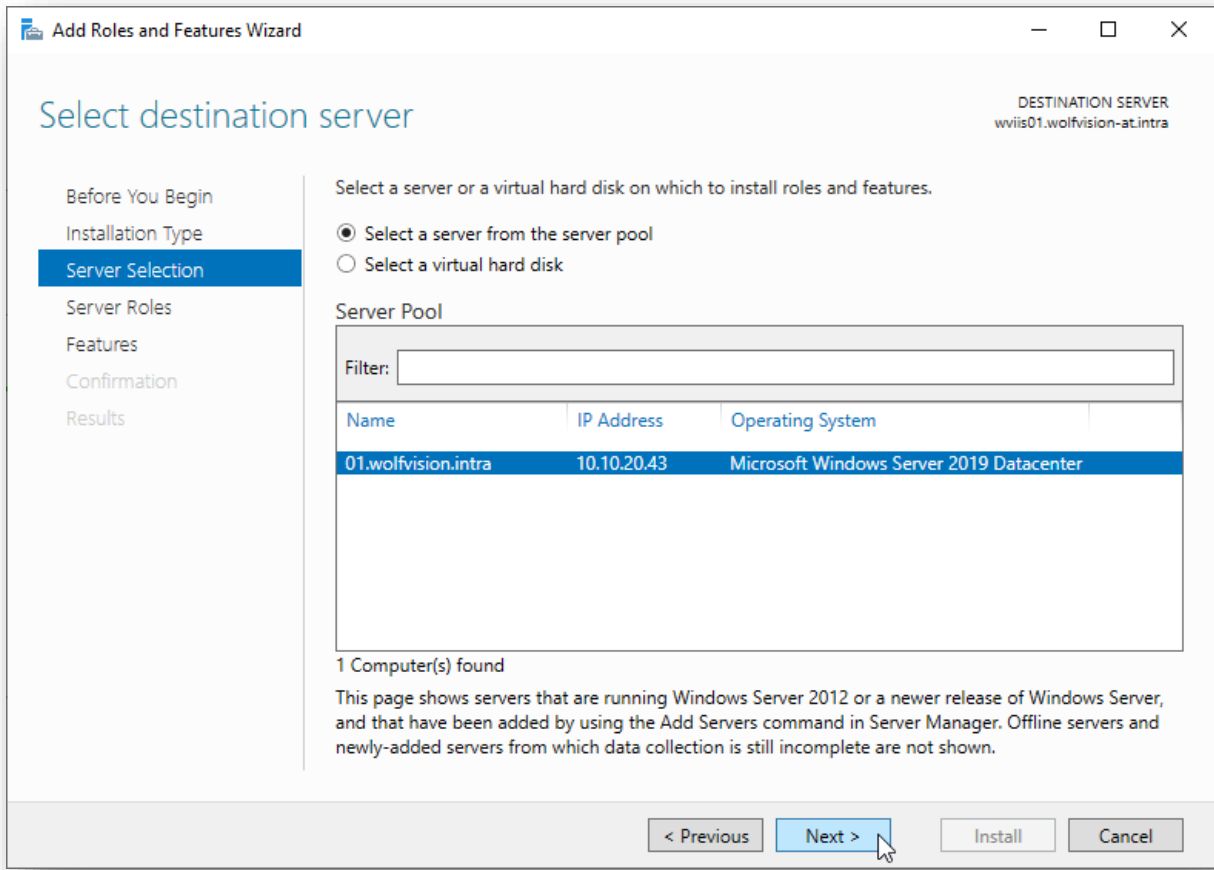 Add Roles and Features Wizard
Select destination server
DESTINATION SERVER
wviis01.wolfvision-at.intra
Before You Begin
Installation Type
Server Selection
Server Roles
Features
Confirmation
Results
Select a server or a virtual hard disk on which to install roles and features.
Select a server from the server pool
Select a virtual hard disk
Server Pool
Filter:
Name IP Address Operating System
01.wolfvision.intra 10.10.20.43 Microsoft Windows Server 2019 Datacenter
1 Computer(s) found
This page shows servers that are running Windows Server 2012 or a newer release of Windows Server,
and that have been added by using the Add Servers command in Server Manager. Offline servers and
newly-added servers from which data collection is still incomplete are not shown.
< Previous Next > Install Cancel